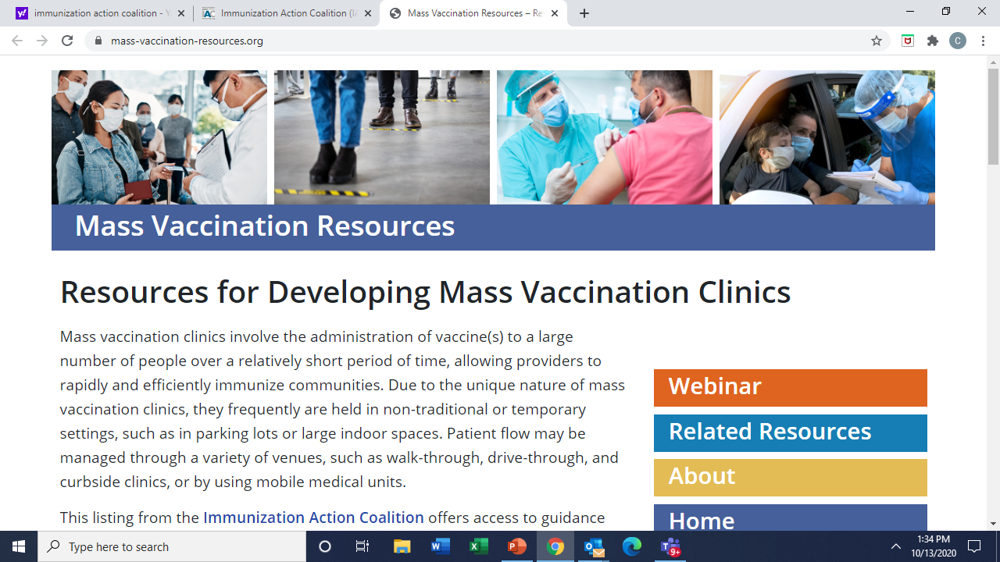 immunization action coalition - Y
Immunization Action Coalition (IA
Mass Vaccination Resources – Re
mass-vaccination-resources.org
C
Mass Vaccination Resources
Resources for Developing Mass Vaccination Clinics
Mass vaccination clinics involve the administration of vaccine(s) to a large
number of people over a relatively short period of time, allowing providers to
rapidly and efficiently immunize communities. Due to the unique nature of mass
vaccination clinics, they frequently are held in non-traditional or temporary
settings, such as in parking lots or large indoor spaces. Patient flow may be
managed through a variety of venues, such as walk-through, drive-through, and
curbside clinics, or by using mobile medical units.
This listing from the Immunization Action Coalition offers access to guidance
Webinar
Related Resources
About
Home
Type here to search
9+
1:34 PM
10/13/2020